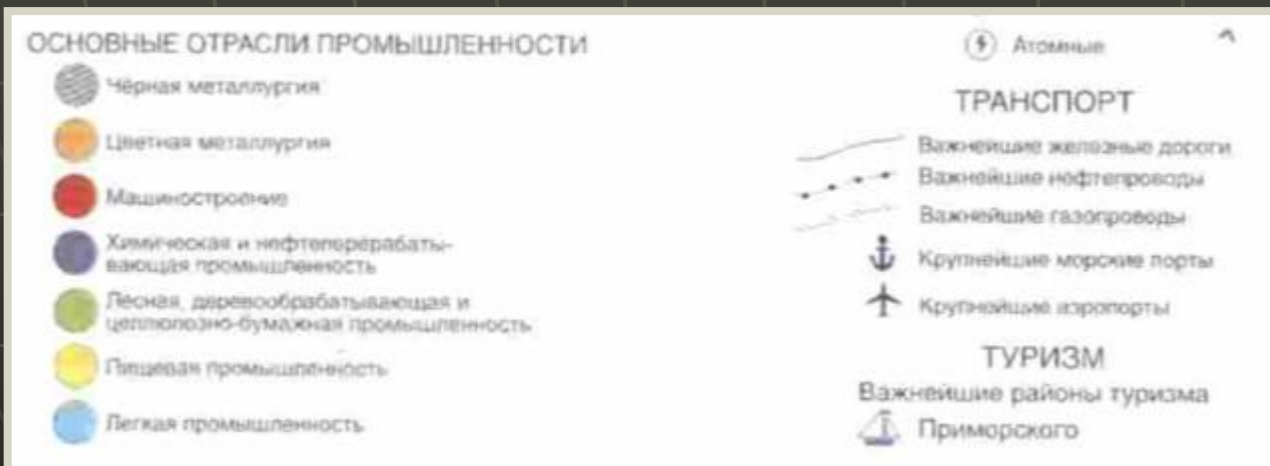 ОСНОВНЫЕ ОТРАСЛИ ПРОМЫШЛЕННОСТИ
Чёрная металлургия
Цветная металлургия
Машиностроение
Химическая и нефтеперерабаты-
вающая промышленность
Лесная, деревообрабатывающая и
целлюлозно-бумажная промышленность
Пищевая промышленность
Легкая промышленность
Атомные
ТРАНСПОРТ
Важнейшие железные дороги
Важнейшие нефтепроводы
Важнейшие газопроводы
Крупнейшие морские порты
Крупнейшие аэропорты
ТУРИЗМ
Важнейшие районы туризма
Приморского